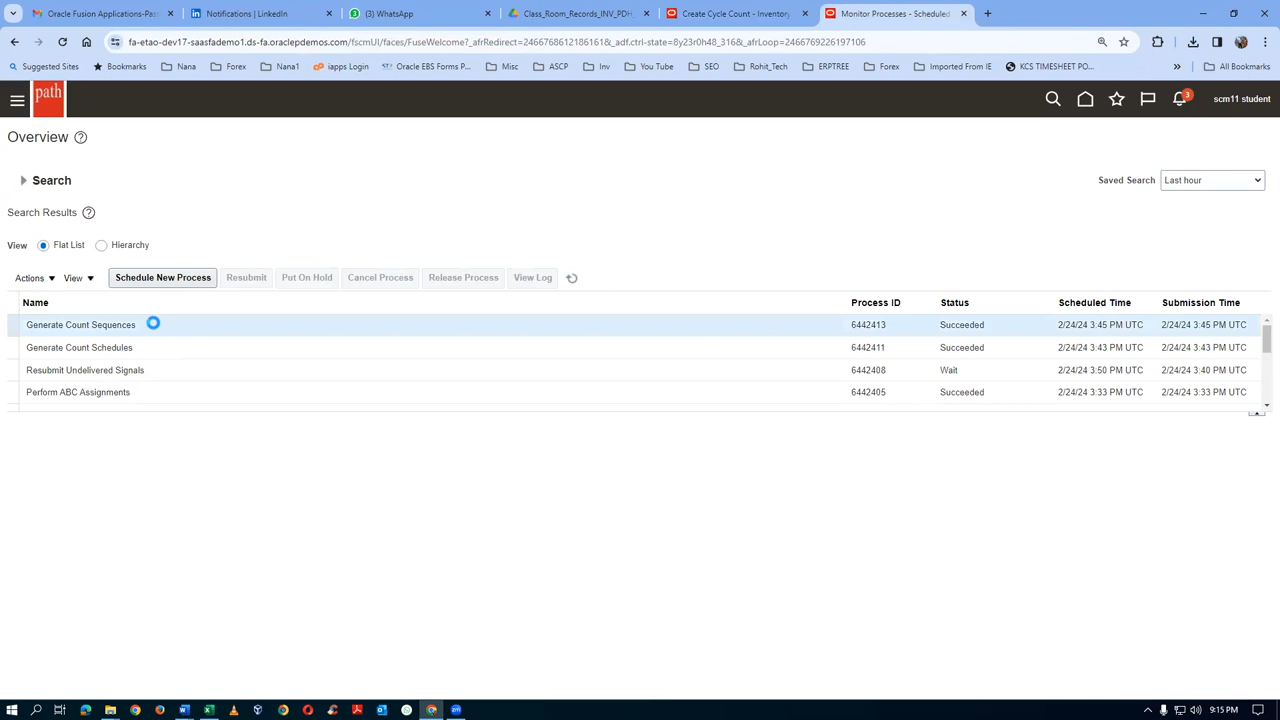 Oracle Fusion Applications-Pas
Notifications | LinkedIn
(3) WhatsApp
Class_Room_Records_INV_PDH_
Create Cycle Count - Inventory
Monitor Processes - Scheduled
fa-etao-dev17-saasfademo1.ds-fa.oraclepdemos.com/fscmUI/faces/FuseWelcome?_afrRedirect=2466768612186161&_adf.ctrl-state=8y23r0h48_316&_afrLoop=2466769226197106
Suggested Sites
Bookmarks
Nana
Forex
Nana1
iapps Login
Oracle EBS Forms P...
Misc
ASCP
Inv
You Tube
SEO
Rohit_Tech
ERPTREE
Forex
Imported From IE
KCS TIMESHEET PO...
»
All Bookmarks
path
3
scm11 student
Overview ?
Search
Saved Search Last hour
Search Results ?
View Flat List Hierarchy
Actions View Schedule New Process Resubmit Put On Hold Cancel Process Release Process View Log
Name Process ID Status Scheduled Time Submission Time
Generate Count Sequences 6442413 Succeeded 2/24/24 3:45 PM UTC 2/24/24 3:45 PM UTC
Generate Count Schedules 6442411 Succeeded 2/24/24 3:43 PM UTC 2/24/24 3:43 PM UTC
Resubmit Undelivered Signals 6442408 Wait 2/24/24 3:50 PM UTC 2/24/24 3:40 PM UTC
Perform ABC Assignments 6442405 Succeeded 2/24/24 3:33 PM UTC 2/24/24 3:33 PM UTC
9:15 PM